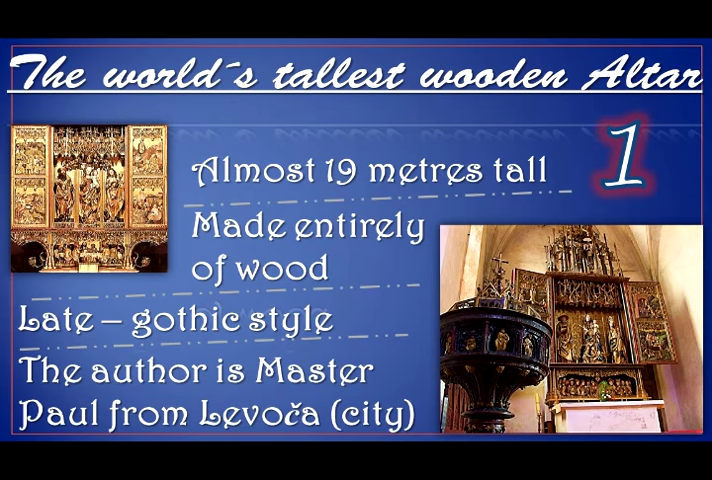 The world´s tallest wooden Altar
1
Almost 19 metres tall
Made entirely
of wood
Late – gothic style
The author is Master
Paul from Levoča (city)